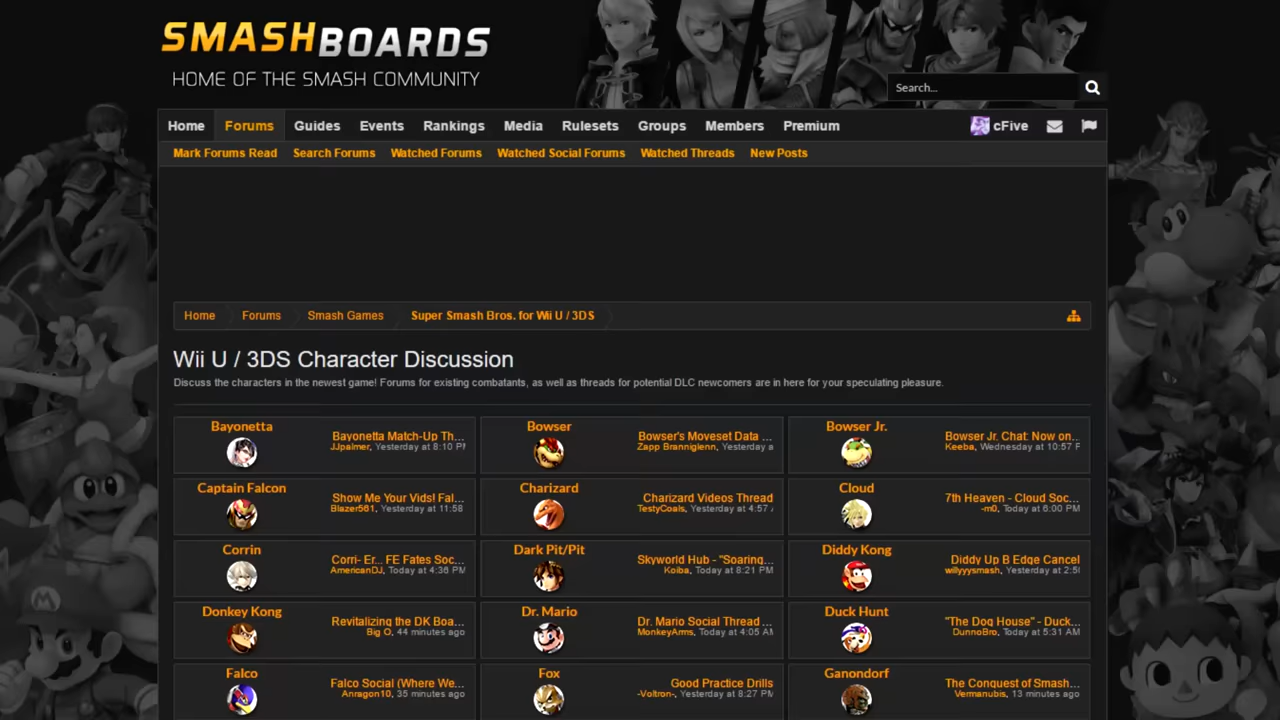 SMASHBOARDS
HOME OF THE SMASH COMMUNITY
Search...
Home Forums Guides Events Rankings Media Rulesets Groups Members Premium cFive
Mark Forums Read Search Forums Watched Forums Watched Social Forums Watched Threads New Posts
Home Forums Smash Games Super Smash Bros. for Wii U / 3DS
Wii U / 3DS Character Discussion
Discuss the characters in the newest game! Forums for existing combatants, as well as threads for potential DLC newcomers are in here for your speculating pleasure.
Bayonetta
Bayonetta Match-Up Th...
JJpalmer, Yesterday at 8:10 PM
Bowser
Bowser's Moveset Data ...
Zapp Branniglenn, Yesterday a
Bowser Jr.
Bowser Jr. Chat: Now on...
Keeba, Wednesday at 10:57 P
Captain Falcon
Show Me Your Vids! Fal...
Blazer561, Yesterday at 11:58
Charizard
Charizard Videos Thread
TestyCoals, Yesterday at 4:57
Cloud
7th Heaven - Cloud Soc...
-m0, Today at 6:00 PM
Corrin
Corri- Er... FE Fates Soc...
AmericanDJ, Today at 4:36 PM
Dark Pit/Pit
Skyworld Hub - "Soaring...
Koiba, Today at 8:21 PM
Diddy Kong
Diddy Up B Edge Cancel
willyyysmash, Yesterday at 2:5
Donkey Kong
Revitalizing the DK Boa...
Big O, 44 minutes ago
Dr. Mario
Dr. Mario Social Thread ...
MonkeyArms, Today at 4:05 AM
Duck Hunt
"The Dog House" - Duck...
DunnoBro, Today at 5:31 AM
Falco
Falco Social (Where We...
Anragon10, 35 minutes ago
Fox
Good Practice Drills
-Voltron-, Yesterday at 8:27 PM
Ganondorf
The Conquest of Smash...
Vermanubis, 13 minutes ago